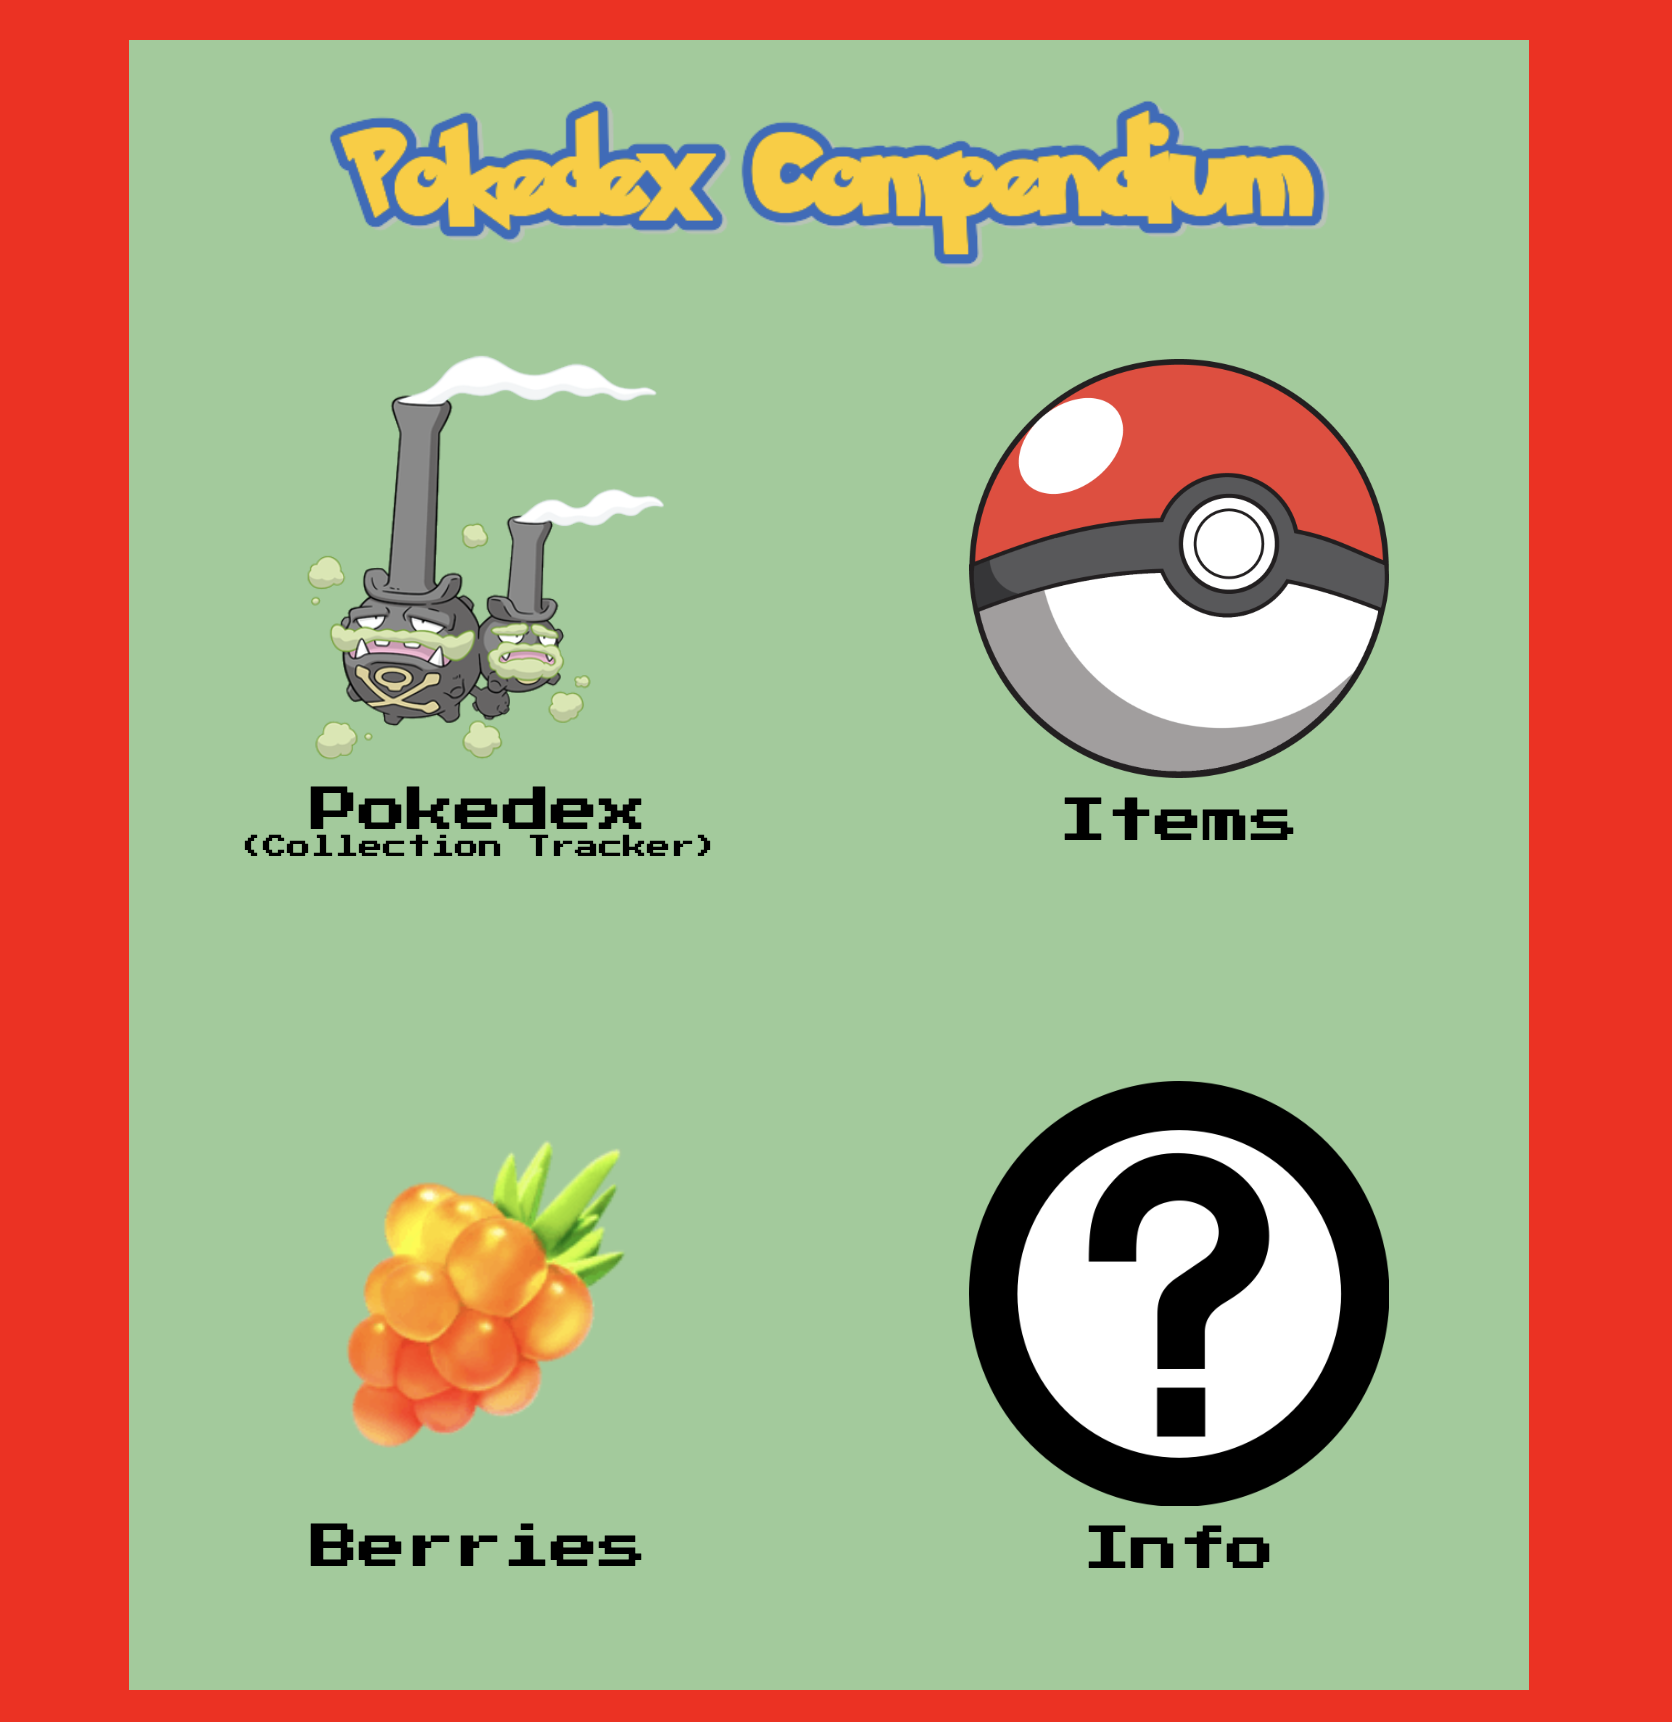 Pokedex Compendium
Pokedex
(Collection Tracker)
Items
?
Berries
Info